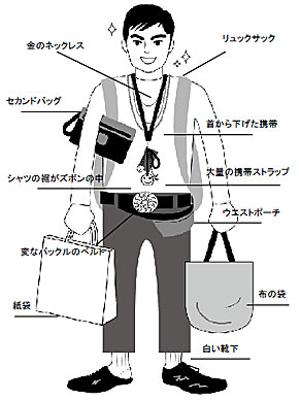 金のネックレス
リュックサック
セカンドバッグ
首から下げた携帯
シャツの裾がズボンの中
大量の携帯ストラップ
ウエストポーチ
変なバックルのベルト
紙袋
布の袋
白い靴下